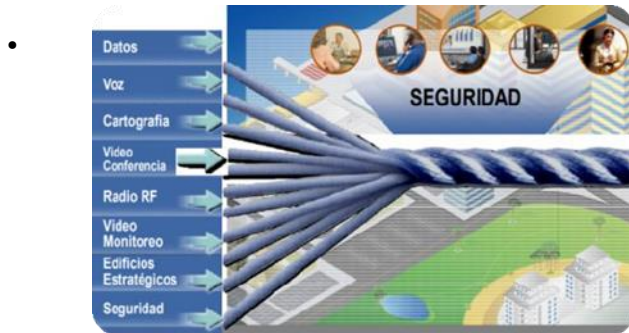 Datos
Voz
Cartografia
Video
Conferencia
Radio RF
Video
Monitoreo
Edificios
Estratégicos
Seguridad
SEGURIDAD